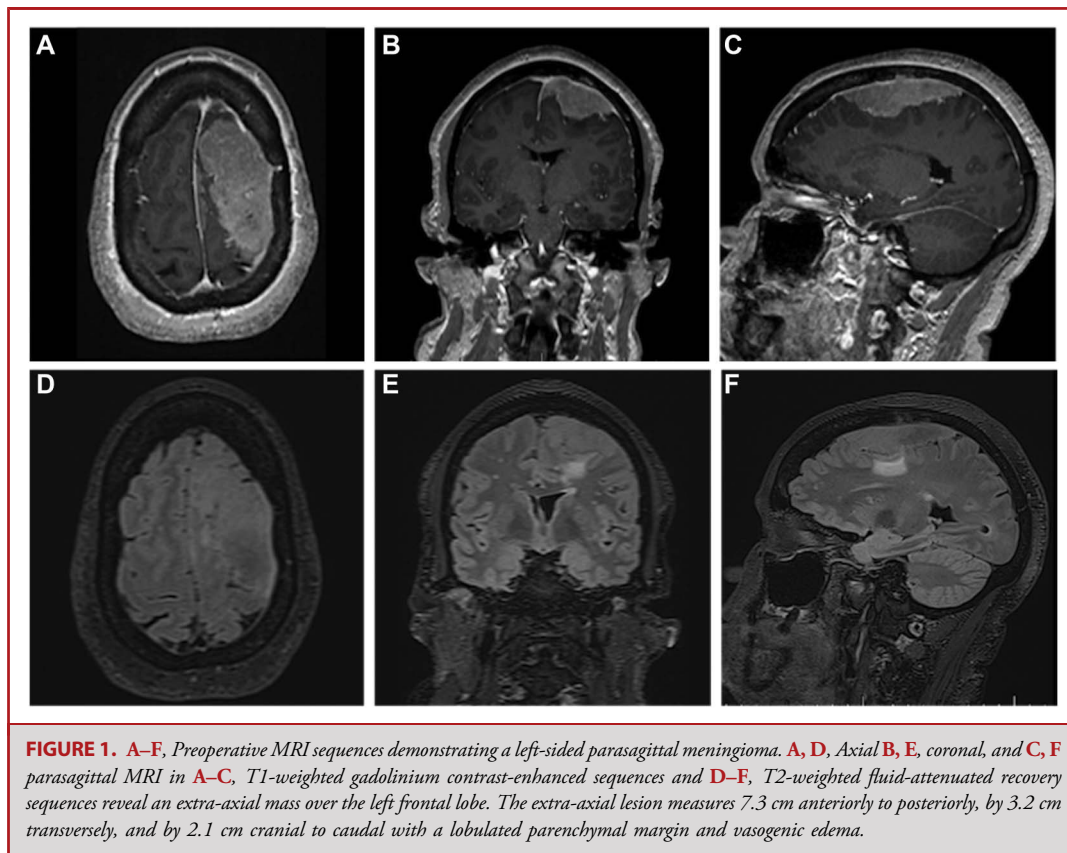 A
B
C
D
E
F
FIGURE 1. A–F, Preoperative MRI sequences demonstrating a left-sided parasagittal meningioma. A, D, Axial B, E, coronal, and C, F
parasagittal MRI in A–C, T1-weighted gadolinium contrast-enhanced sequences and D–F, T2-weighted fluid-attenuated recovery
sequences reveal an extra-axial mass over the left frontal lobe. The extra-axial lesion measures 7.3 cm anteriorly to posteriorly, by 3.2 cm
transversely, and by 2.1 cm cranial to caudal with a lobulated parenchymal margin and vasogenic edema.